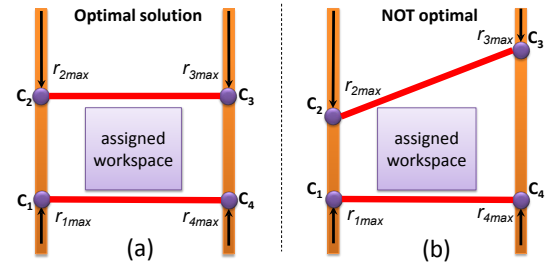 Optimal solution
r2max
r3max
C2
C3
assigned
workspace
C1
C4
r1max
r4max
(a)
NOT optimal
r3max
C3
r2max
C2
assigned
workspace
C1
C4
r1max
r4max
(b)